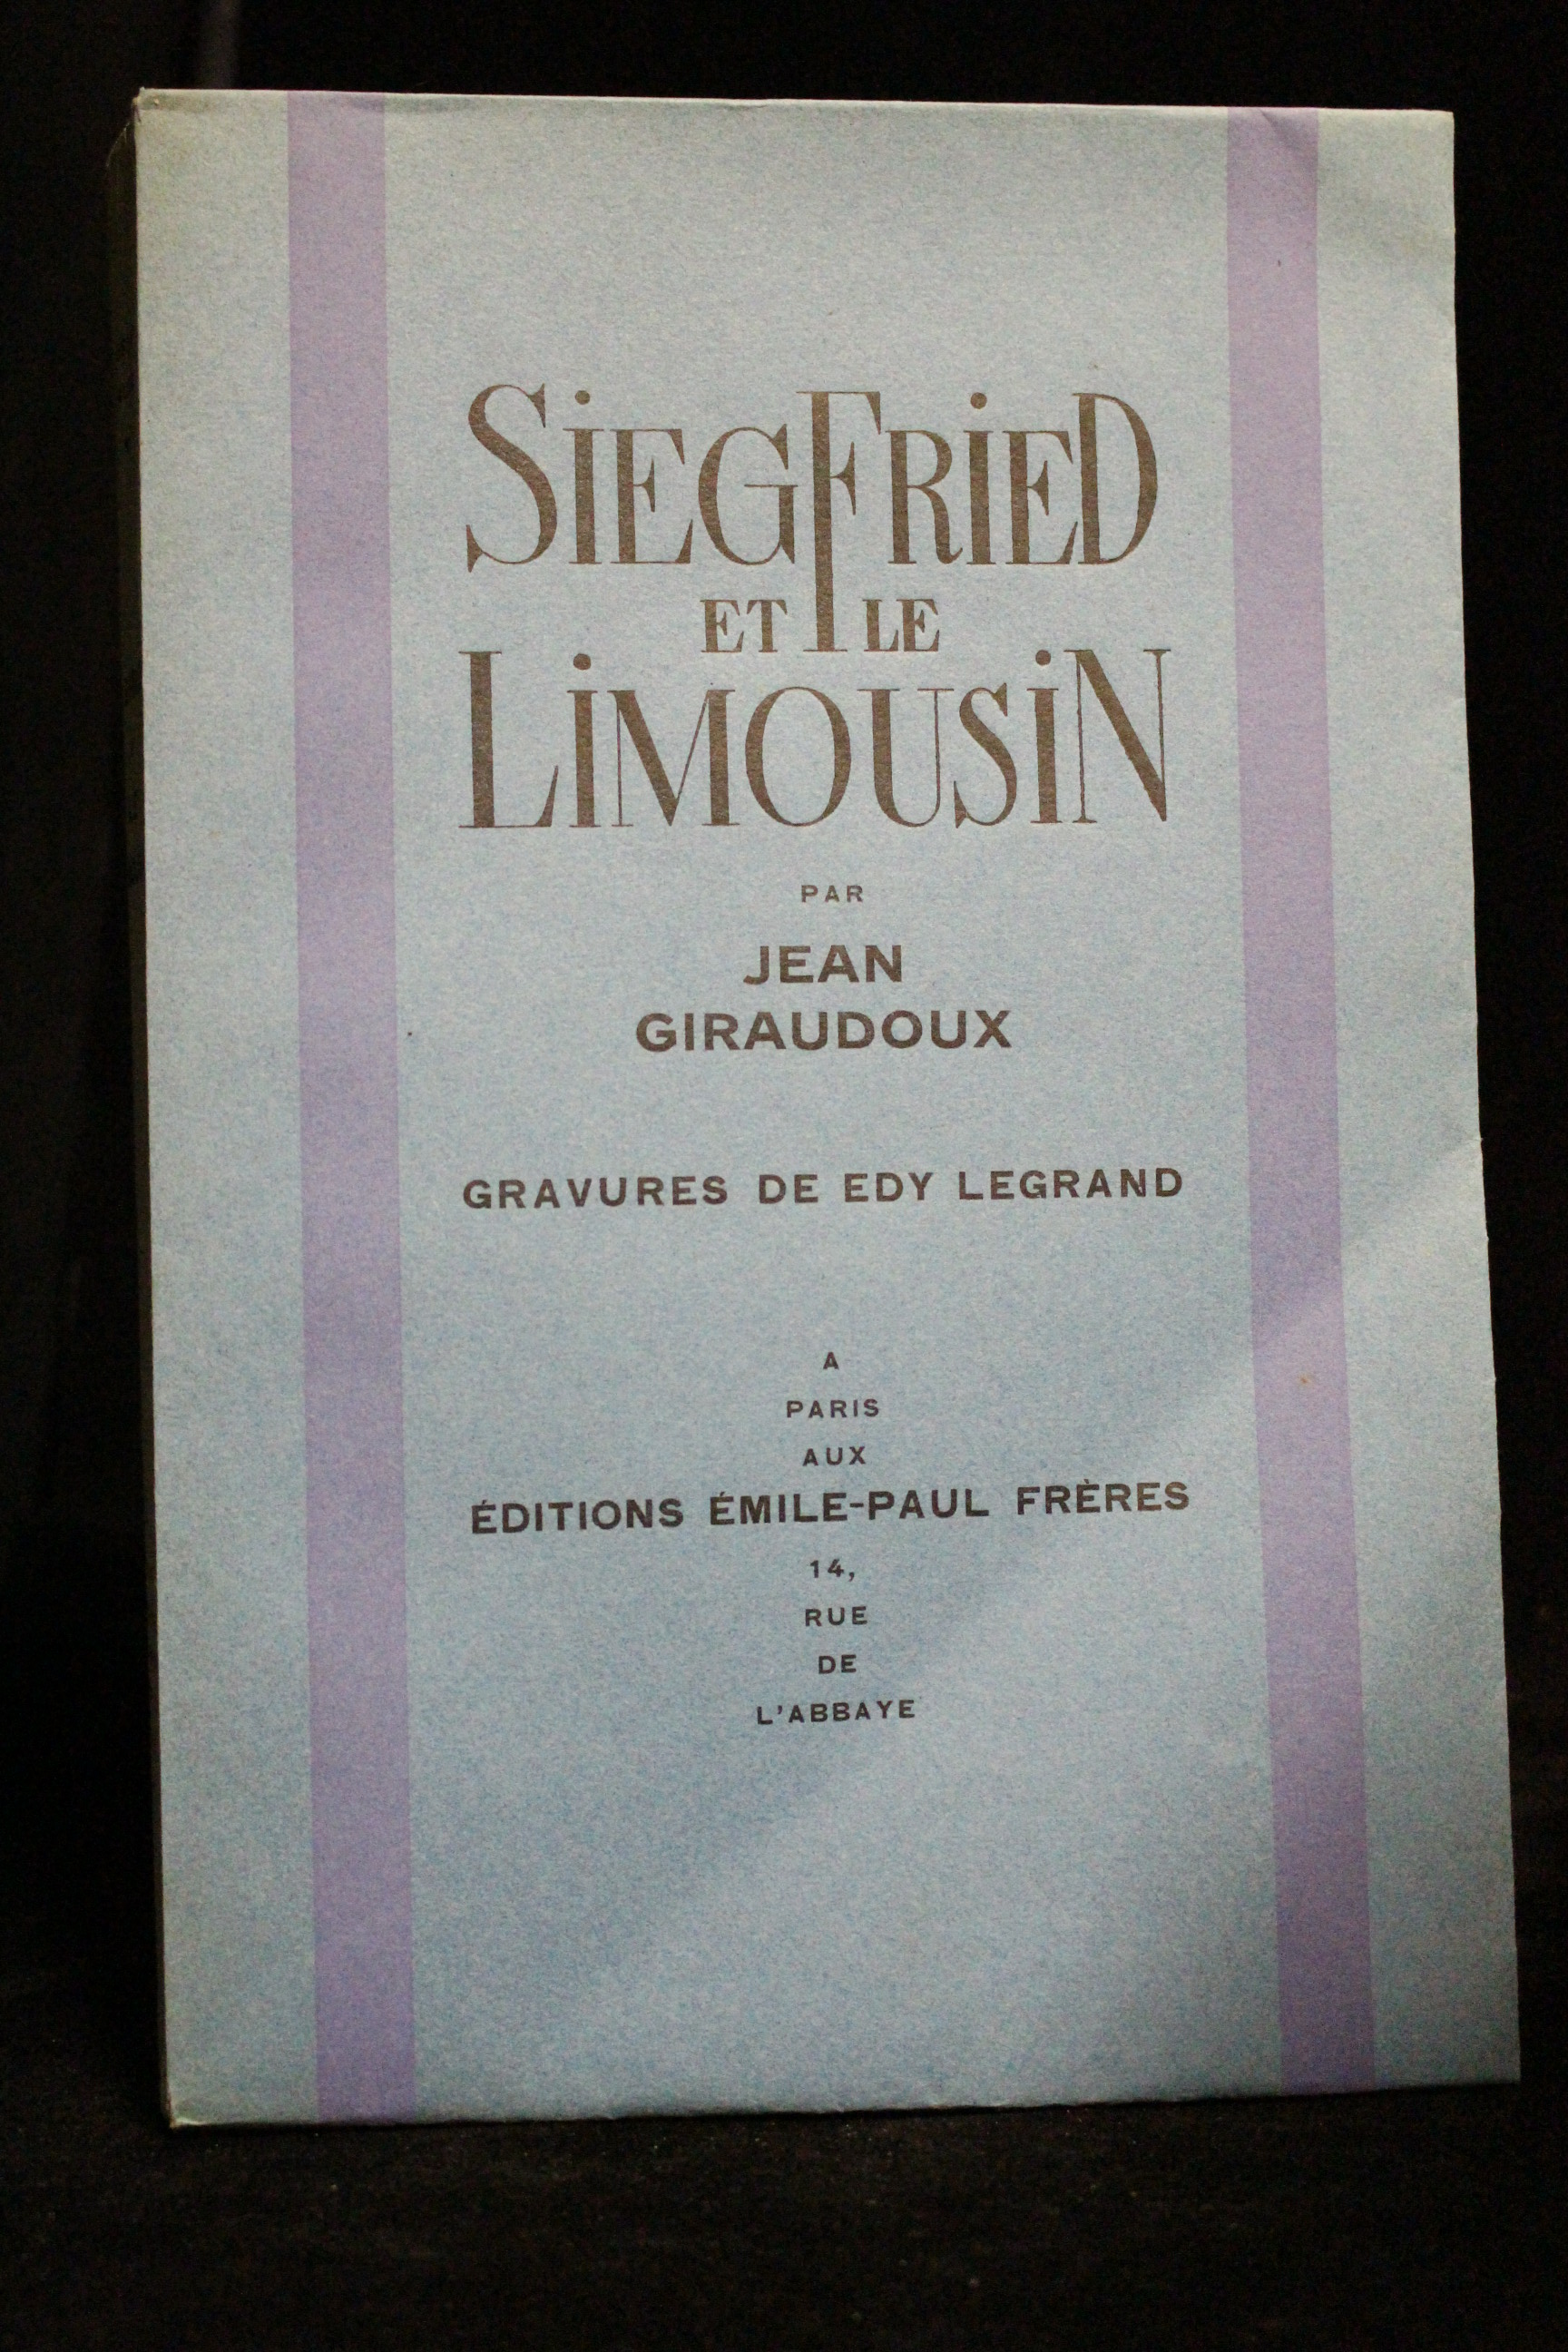 SiEGFRiED
ET LE
LiMOUSiN
PAR
JEAN
GIRAUDOUX
GRAVURES DE EDY LEGRAND
A
PARIS
AUX
ÉDITIONS ÉMILE-PAUL FRÈRES
14,
RUE
DE
L'ABBAYE